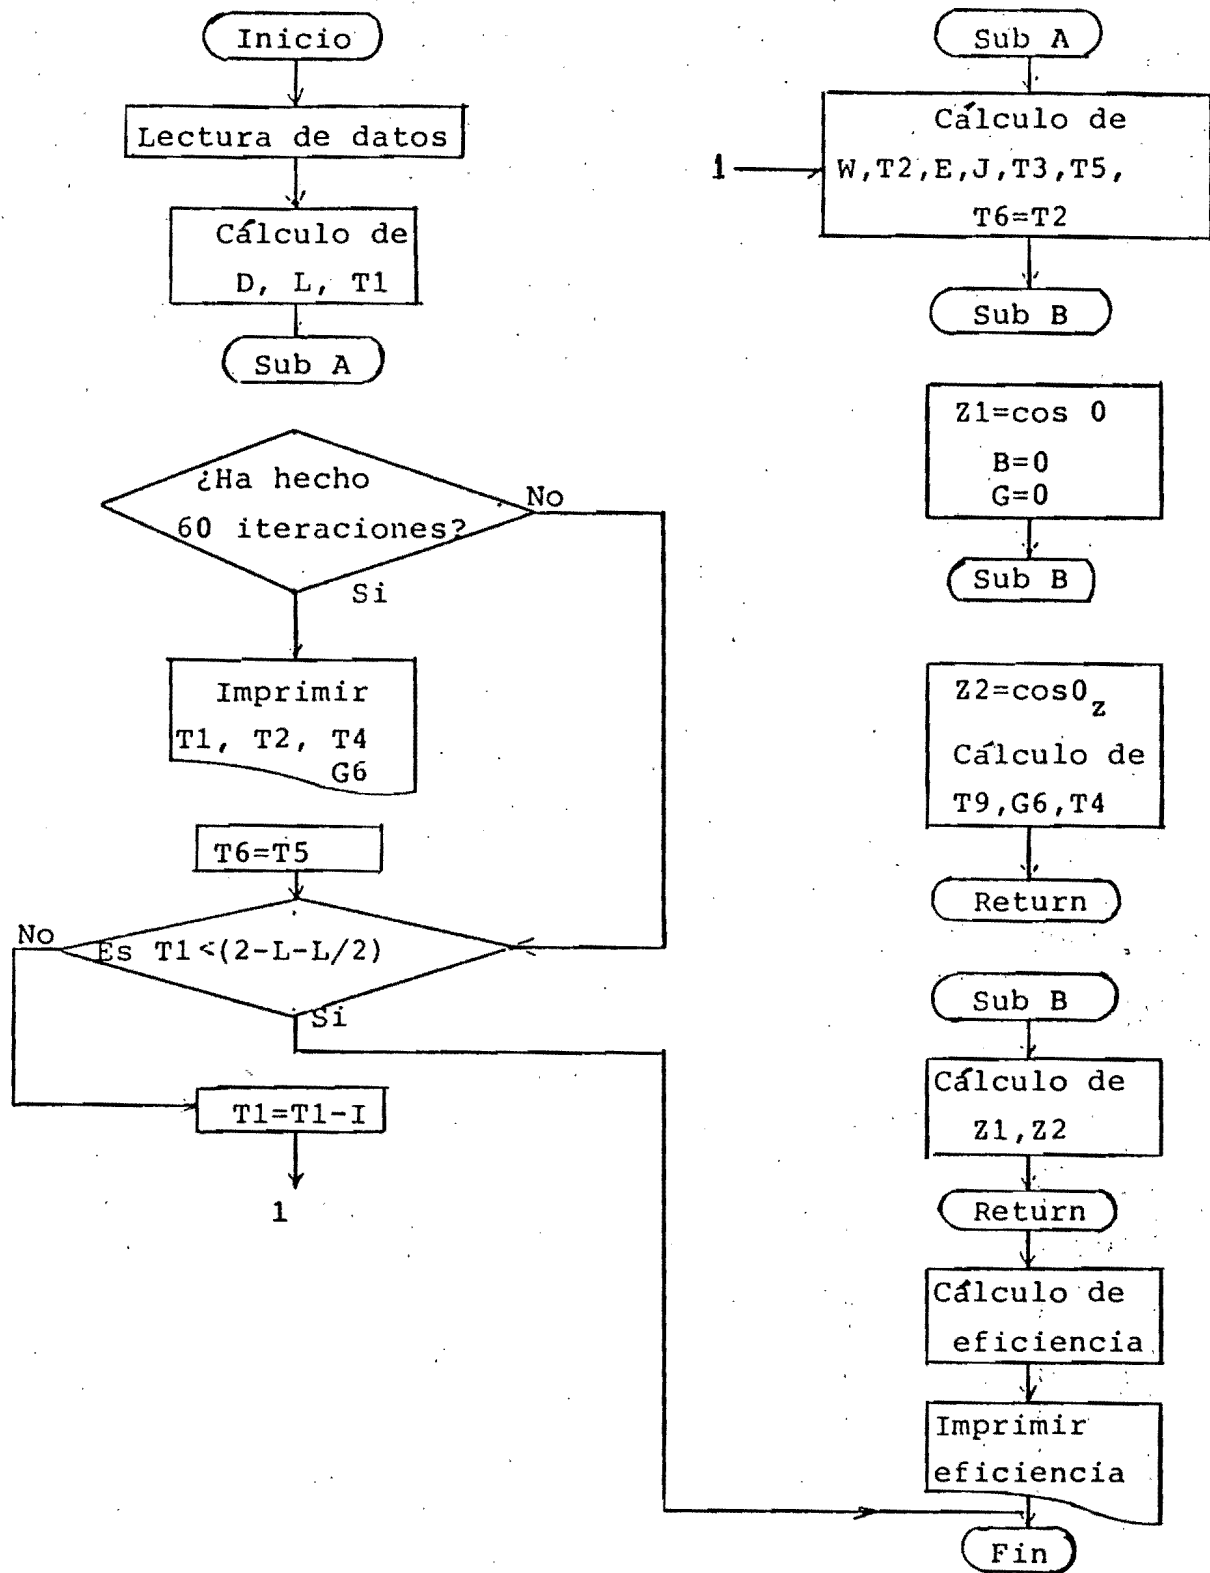 Inicio
Lectura de datos
Cálculo de
D, L, T1
Sub A
¿Ha hecho
60 iteraciones?
No
Si
Imprimir
T1, T2, T4
G6
T6=T5
No
Es T1<(2-L-L/2)
Si
T1=T1-I
1
Sub A
Cálculo de
1
W,T2,E,J,T3,T5,
T6=T2
Sub B
Z1=cos 0
B=0
G=0
Sub B
Z2=cos0z
Cálculo de
T9,G6,T4
Return
Sub B
Cálculo de
Z1,Z2
Return
Cálculo de
eficiencia
Imprimir
eficiencia
Fin